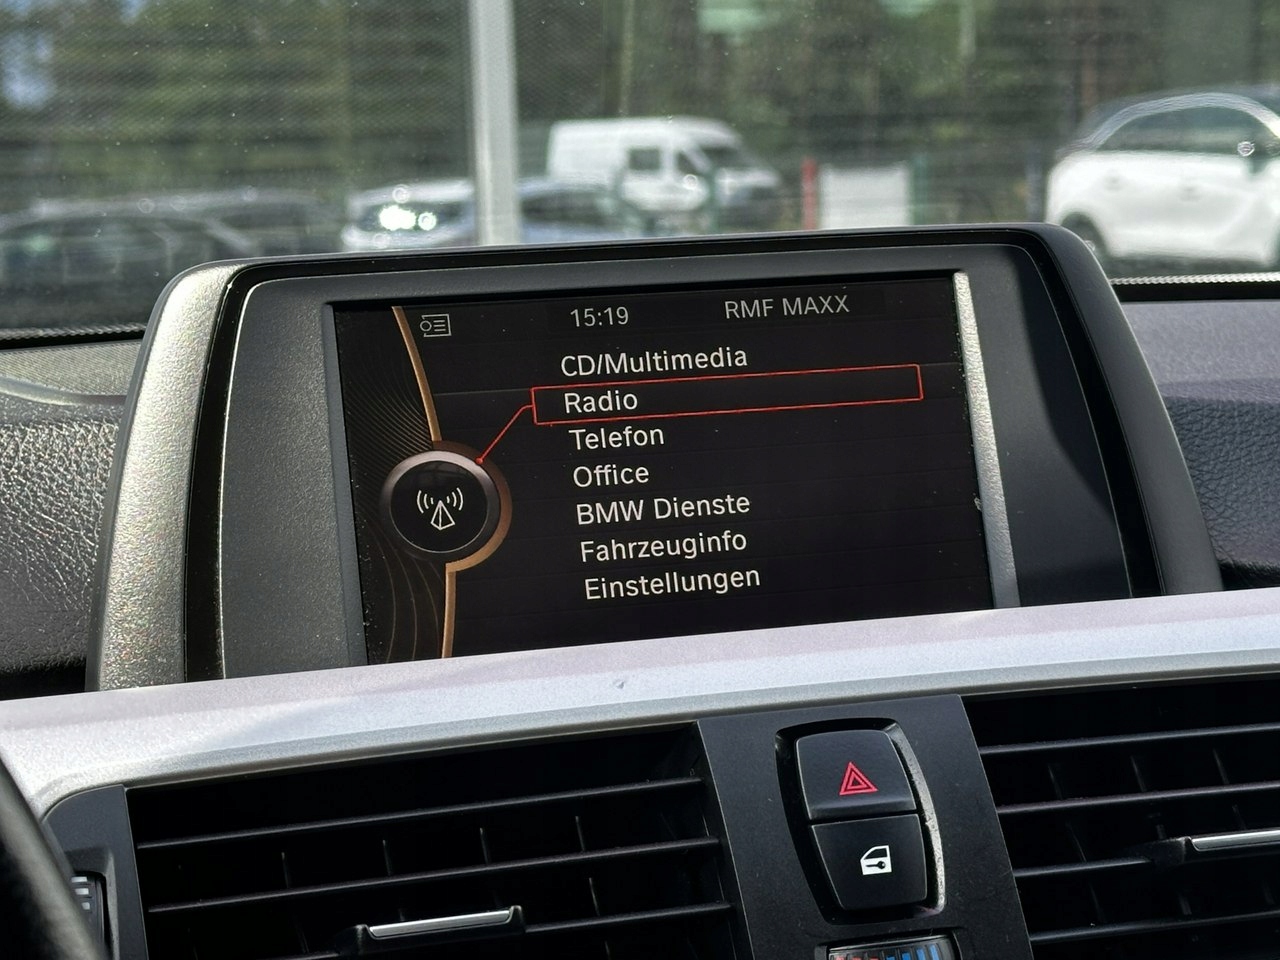 15:19 RMF MAXX
CD/Multimedia
Radio
Telefon
Office
BMW Dienste
Fahrzeuginfo
Einstellungen